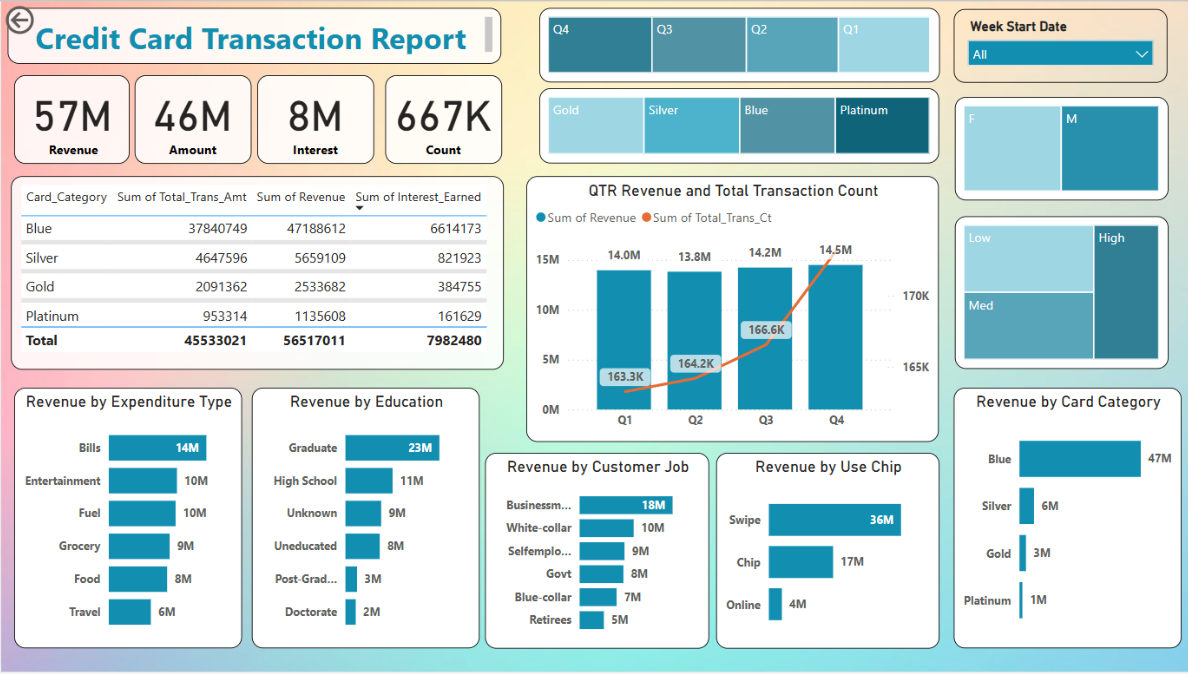 Credit Card Transaction Report
57M
Revenue
46M
Amount
8M
Interest
667K
Count
Q4 Q3 Q2 Q1
Gold Silver Blue Platinum
Week Start Date
All
F M
Low High
Med
Card_Category Sum of Total_Trans_Amt Sum of Revenue Sum of Interest_Earned
Blue 37840749 47188612 6614173
Silver 4647596 5659109 821923
Gold 2091362 2533682 384755
Platinum 953314 1135608 161629
Total 45533021 56517011 7982480
QTR Revenue and Total Transaction Count
Sum of Revenue Sum of Total_Trans_Ct
15M
10M
5M
0M
14.0M 13.8M 14.2M 14.5M
163.3K 164.2K 166.6K
170K
165K
Q1 Q2 Q3 Q4
Revenue by Expenditure Type
Bills 14M
Entertainment 10M
Fuel 10M
Grocery 9M
Food 8M
Travel 6M
Revenue by Education
Graduate 23M
High School 11M
Unknown 9M
Uneducated 8M
Post-Grad... 3M
Doctorate 2M
Revenue by Customer Job
Businessm... 18M
White-collar 10M
Selfemplo... 9M
Govt 8M
Blue-collar 7M
Retirees 5M
Revenue by Use Chip
Swipe 36M
Chip 17M
Online 4M
Revenue by Card Category
Blue 47M
Silver 6M
Gold 3M
Platinum 1M